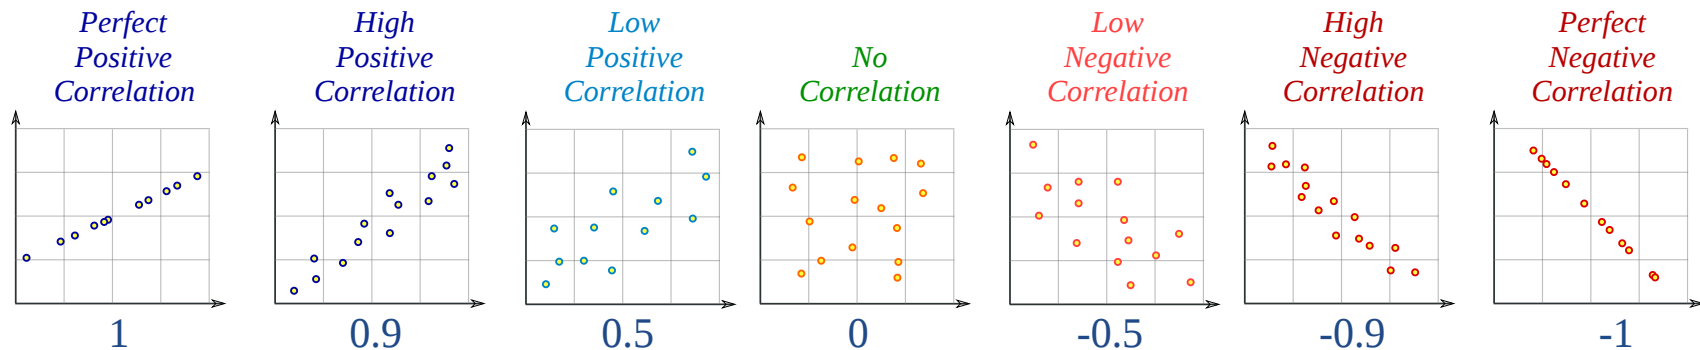 Perfect
Positive
Correlation
1
High
Positive
Correlation
0.9
Low
Positive
Correlation
0.5
No
Correlation
0
Low
Negative
Correlation
-0.5
High
Negative
Correlation
-0.9
Perfect
Negative
Correlation
-1